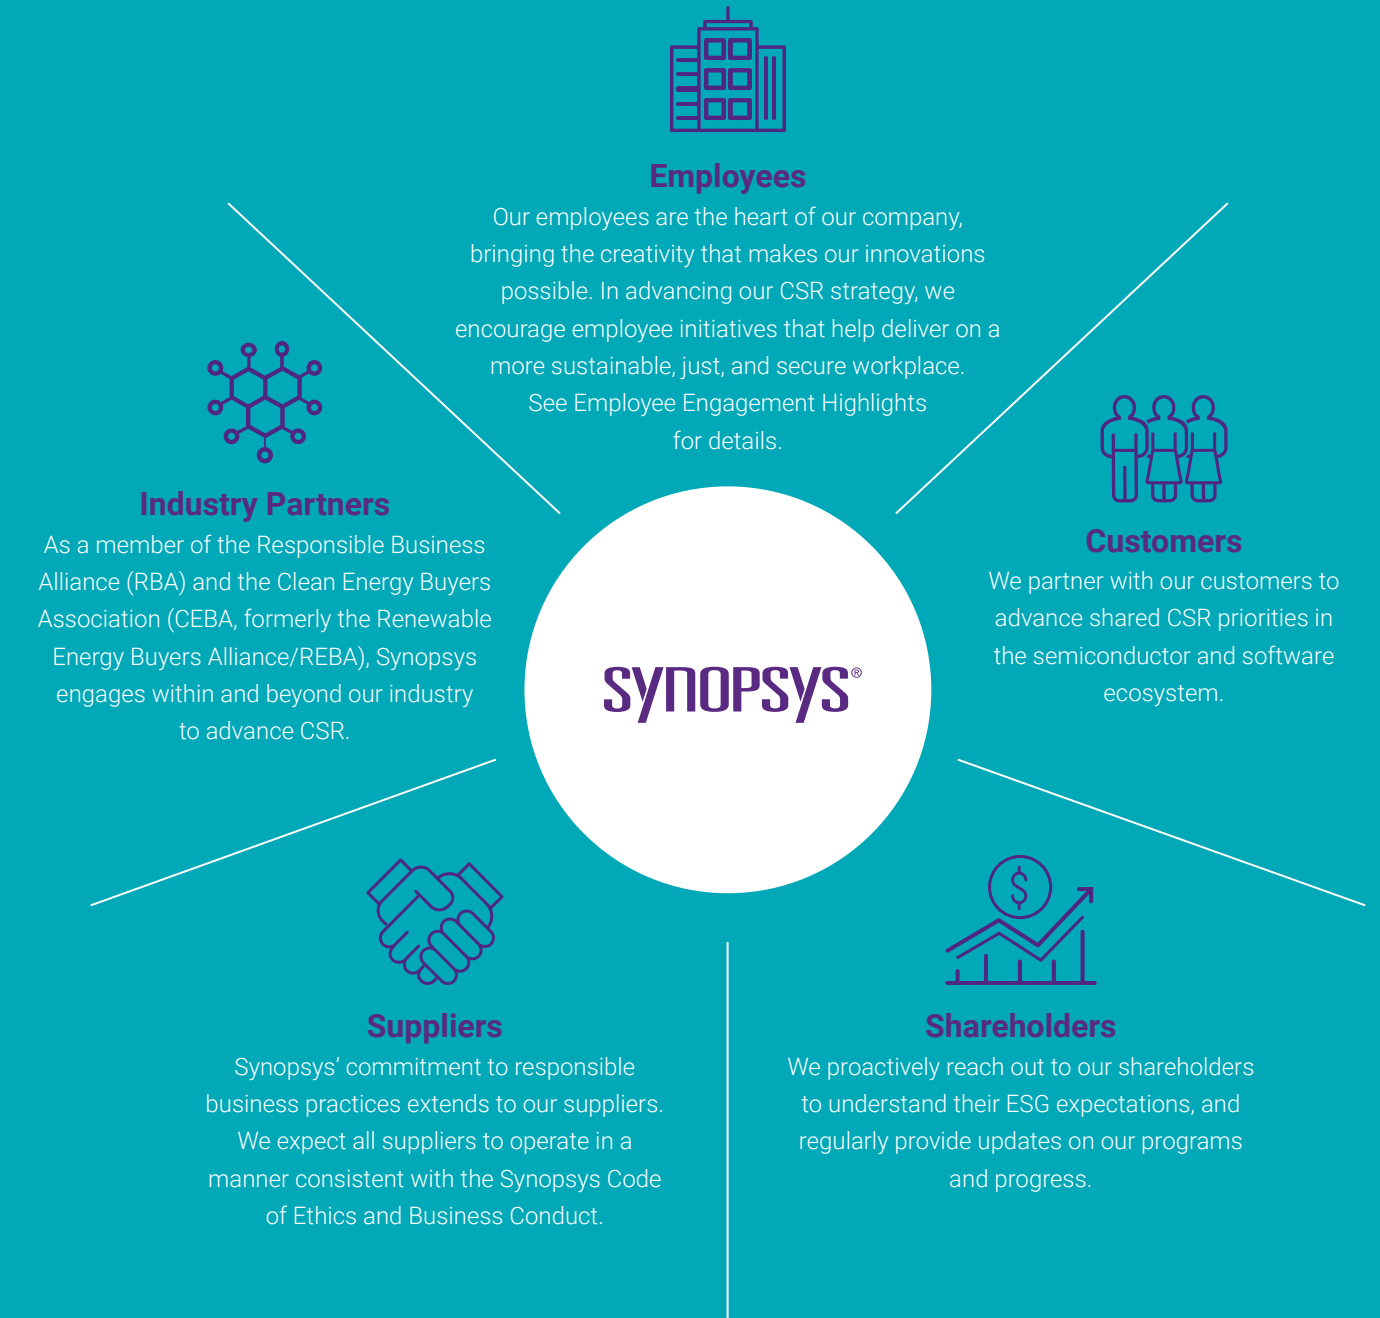 Employees
Our employees are the heart of our company,
bringing the creativity that makes our innovations
possible. In advancing our CSR strategy, we
encourage employee initiatives that help deliver on a
more sustainable, just, and secure workplace.
See Employee Engagement Highlights
for details.
Industry Partners
As a member of the Responsible Business
Alliance (RBA) and the Clean Energy Buyers
Association (CEBA, formerly the Renewable
Energy Buyers Alliance/REBA), Synopsys
engages within and beyond our industry
to advance CSR.
Customers
We partner with our customers to
advance shared CSR priorities in
the semiconductor and software
ecosystem.
SYNOPSYS®
Suppliers
Synopsys’ commitment to responsible
business practices extends to our suppliers.
We expect all suppliers to operate in a
manner consistent with the Synopsys Code
of Ethics and Business Conduct.
$
Shareholders
We proactively reach out to our shareholders
to understand their ESG expectations, and
regularly provide updates on our programs
and progress.